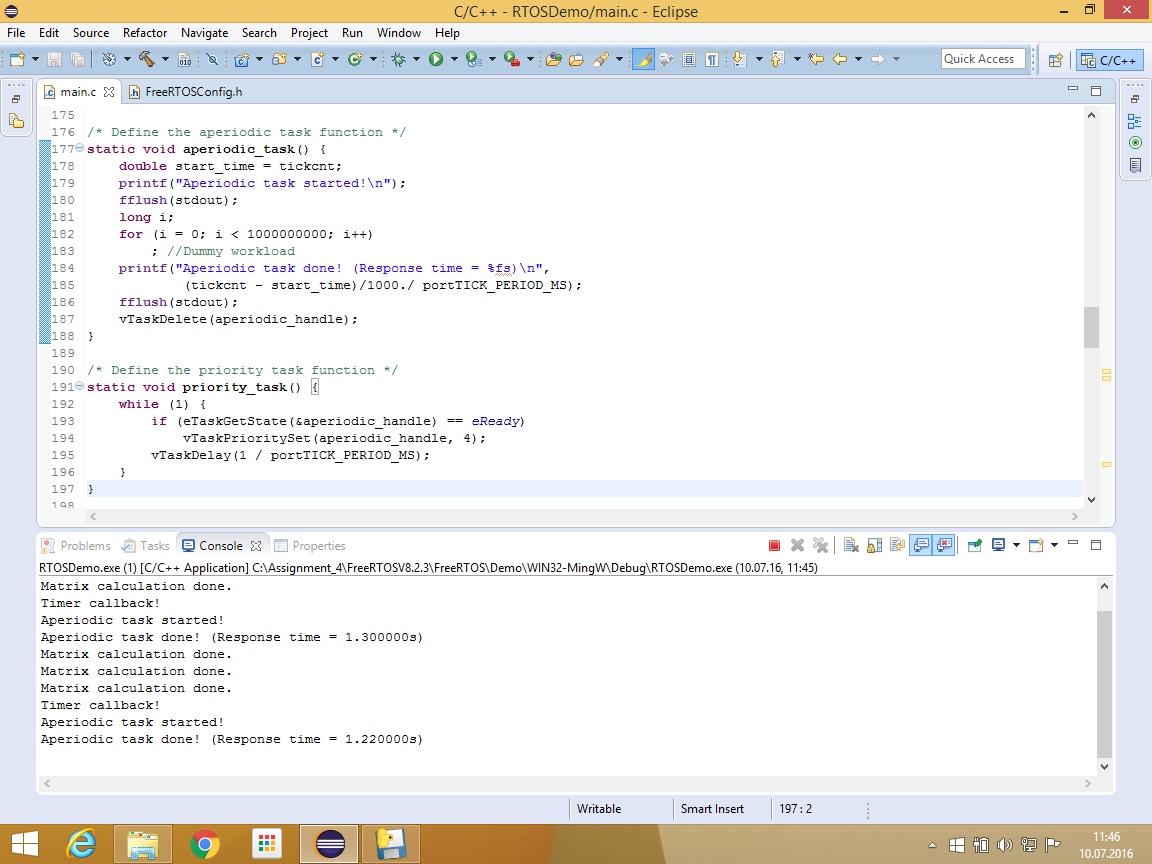 C/C++ - RTOSDemo/main.c - Eclipse
File Edit Source Refactor Navigate Search Project Run Window Help
Quick Access C/C++
main.c FreeRTOSConfig.h
175
176 /* Define the aperiodic task function */
177 static void aperiodic_task() {
178 double start_time = tickcnt;
179 printf("Aperiodic task started!\n");
180 fflush(stdout);
181 long i;
182 for (i = 0; i < 1000000000; i++)
183 ; //Dummy workload
184 printf("Aperiodic task done! (Response time = %fs)\n",
185 (tickcnt - start_time)/1000./ portTICK_PERIOD_MS);
186 fflush(stdout);
187 vTaskDelete(aperiodic_handle);
188 }
189
190 /* Define the priority task function */
191 static void priority_task() {
192 while (1) {
193 if (eTaskGetState(&aperiodic_handle) == eReady)
194 vTaskPrioritySet(aperiodic_handle, 4);
195 vTaskDelay(1 / portTICK_PERIOD_MS);
196 }
197 }
198
Problems Tasks Console Properties
RTOSDemo.exe (1) [C/C++ Application] C:\Assignment_4\FreeRTOSV8.2.3\FreeRTOS\Demo\WIN32-MingW\Debug\RTOSDemo.exe (10.07.16, 11:45)
Matrix calculation done.
Timer callback!
Aperiodic task started!
Aperiodic task done! (Response time = 1.300000s)
Matrix calculation done.
Matrix calculation done.
Matrix calculation done.
Timer callback!
Aperiodic task started!
Aperiodic task done! (Response time = 1.220000s)
Writable Smart Insert 197 : 2
11:46
10.07.2016